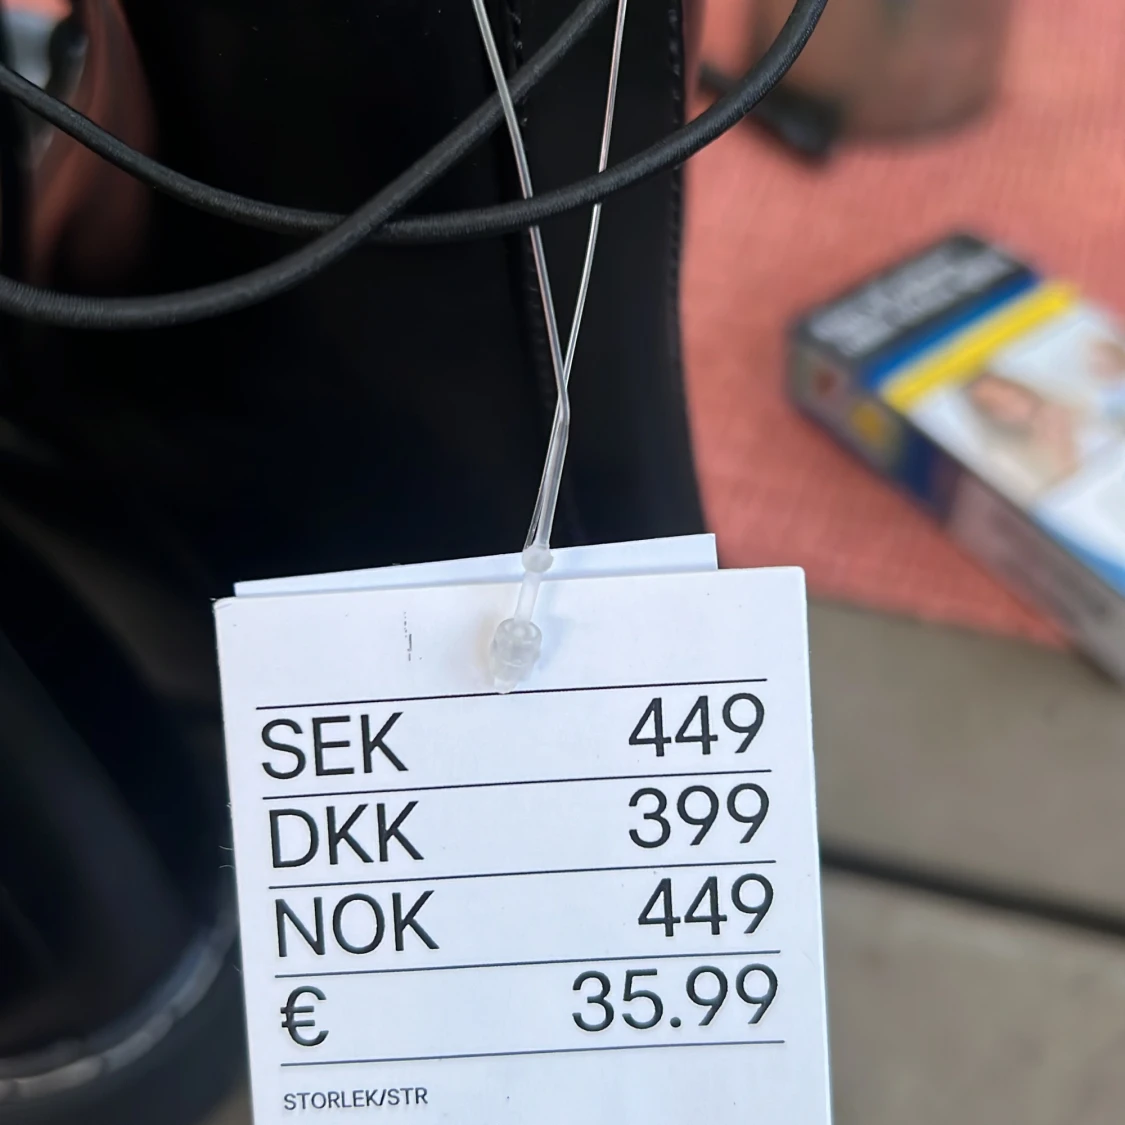 SEK 449
DKK 399
NOK 449
€ 35.99
STORLEK/STR